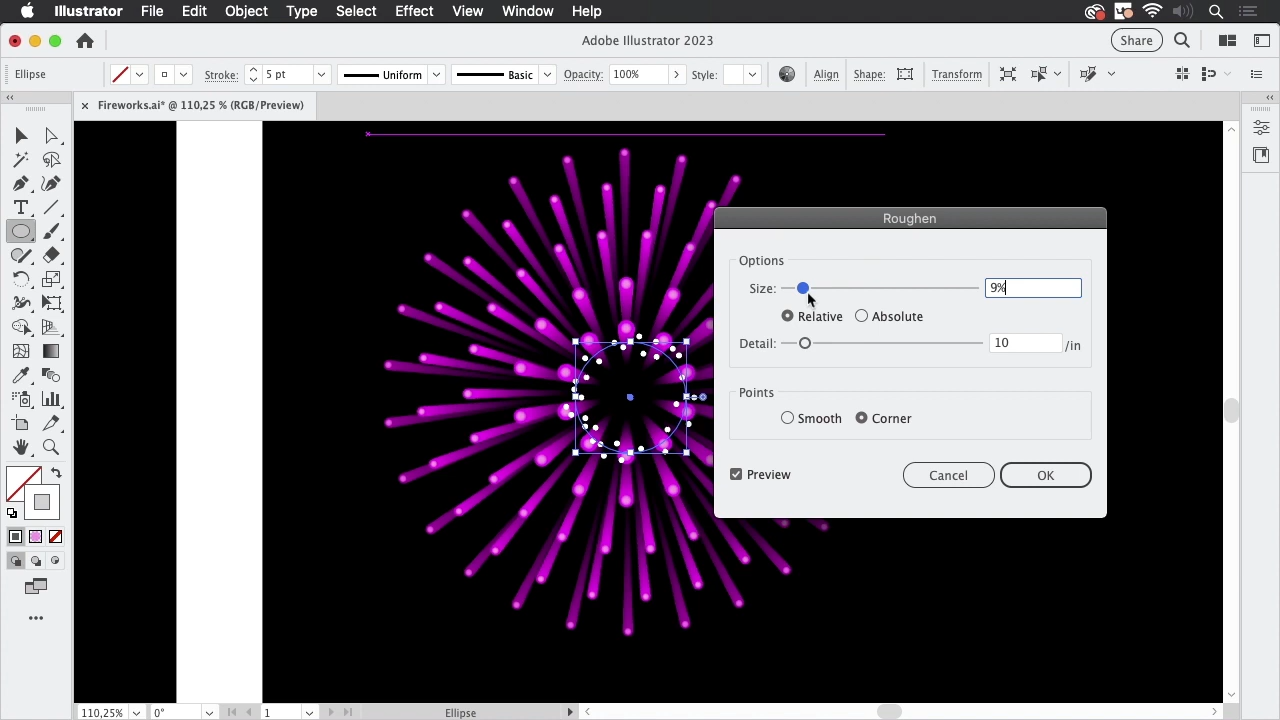 Illustrator File Edit Object Type Select Effect View Window Help
Adobe Illustrator 2023
Share
Ellipse Stroke: 5 pt Uniform Basic Opacity: 100% Style: Align Shape: Transform
Fireworks.ai* @ 110,25 % (RGB/Preview)
Roughen
Options
Size: 9%
Relative Absolute
Detail: 10 /in
Points
Smooth Corner
Preview Cancel OK
110,25% 0° 1 Ellipse